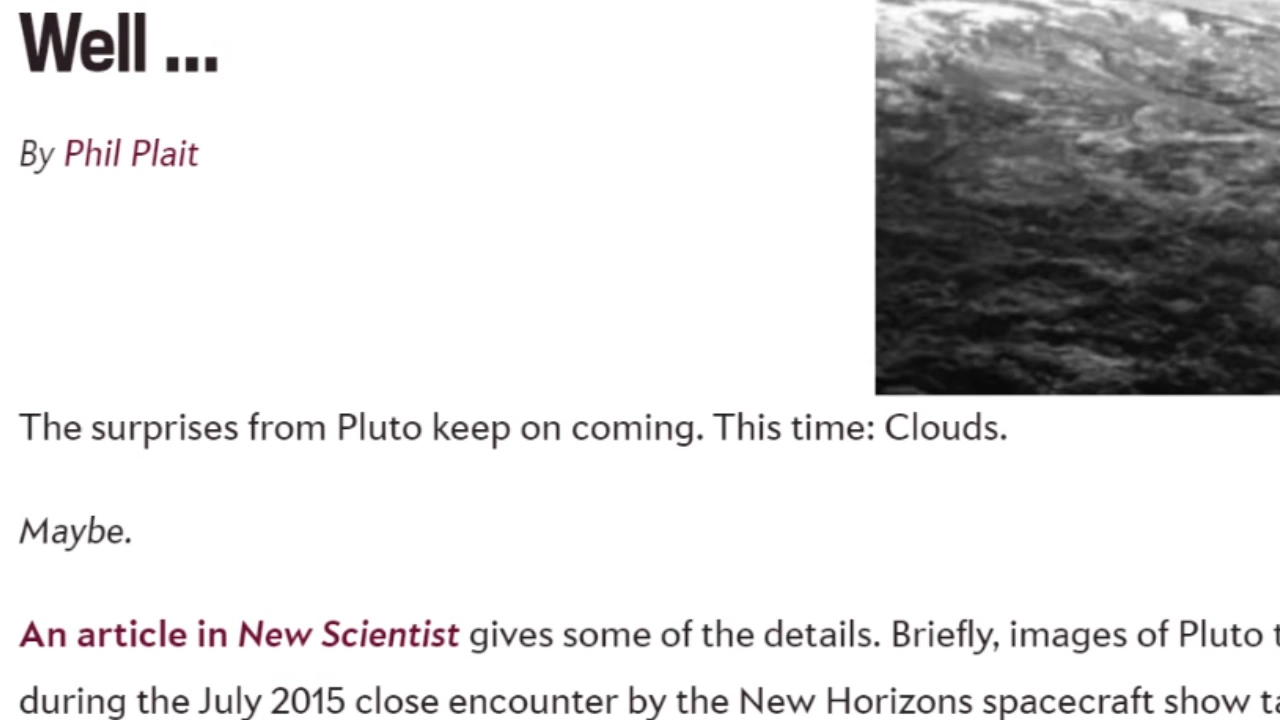 Well ...
By Phil Plait
The surprises from Pluto keep on coming. This time: Clouds.
Maybe.
An article in New Scientist gives some of the details. Briefly, images of Pluto
during the July 2015 close encounter by the New Horizons spacecraft show